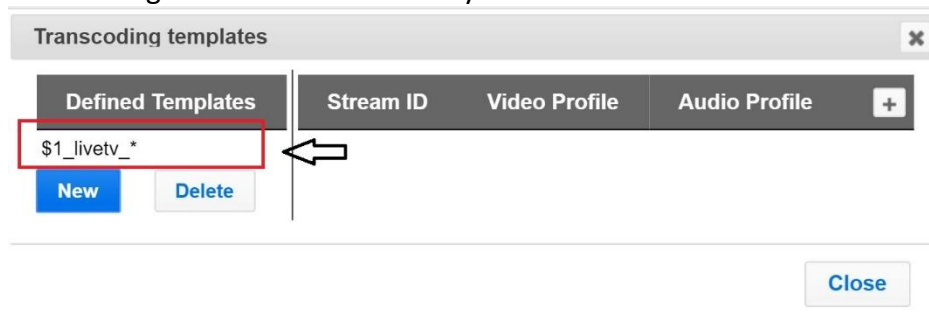 Transcoding templates
Defined Templates Stream ID Video Profile Audio Profile +
$1_livetv_*
New Delete
Close